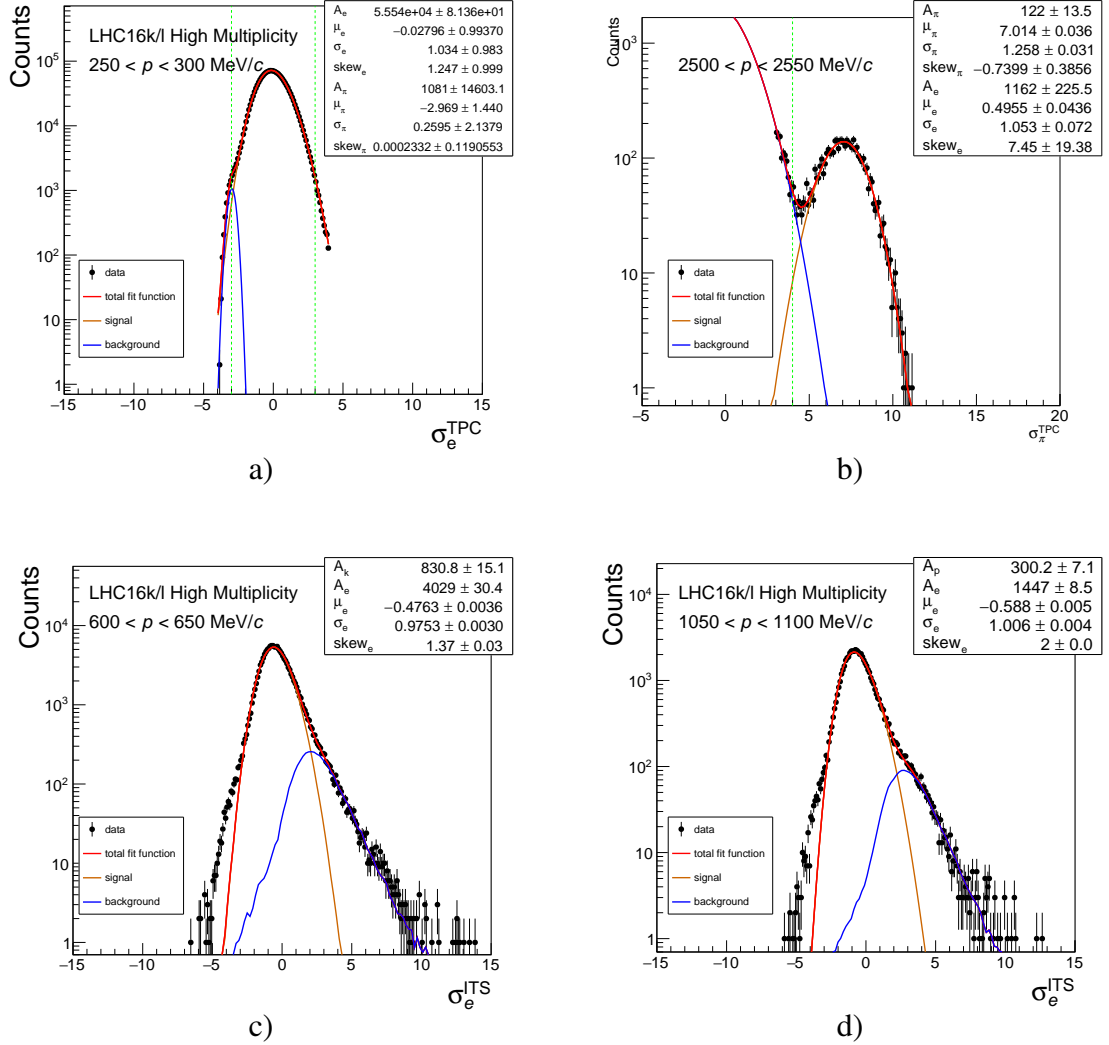 Counts
LHC16k/l High Multiplicity
250 < p < 300 MeV/c
A_e 5.554e+04 ± 8.136e+01
μ_e −0.02796 ± 0.99370
σ_e 1.034 ± 0.983
skew_e 1.247 ± 0.999
A_π 1081 ± 14603.1
μ_π −2.969 ± 1.440
σ_π 0.2595 ± 2.1379
skew_π 0.0002332 ± 0.1190553
10^5
10^4
10^3
10^2
10
1
data
total fit function
signal
background
−15 −10 −5 0 5 10 15
σ_e^TPC
a)
Counts
2500 < p < 2550 MeV/c
A_π 122 ± 13.5
μ_π 7.014 ± 0.036
σ_π 1.258 ± 0.031
skew_π −0.7399 ± 0.3856
A_e 1162 ± 225.5
μ_e 0.4955 ± 0.0436
σ_e 1.053 ± 0.072
skew_e 7.45 ± 19.38
10^3
10^2
10
1
data
total fit function
signal
background
−5 0 5 10 15 20
σ_π^TPC
b)
Counts
LHC16k/l High Multiplicity
600 < p < 650 MeV/c
A_k 830.8 ± 15.1
A_e 4029 ± 30.4
μ_e −0.4763 ± 0.0036
σ_e 0.9753 ± 0.0030
skew_e 1.37 ± 0.03
10^4
10^3
10^2
10
1
data
total fit function
signal
background
−15 −10 −5 0 5 10 15
σ_e^ITS
c)
Counts
LHC16k/l High Multiplicity
1050 < p < 1100 MeV/c
A_p 300.2 ± 7.1
A_e 1447 ± 8.5
μ_e −0.588 ± 0.005
σ_e 1.006 ± 0.004
skew_e 2 ± 0.0
10^4
10^3
10^2
10
1
data
total fit function
signal
background
−15 −10 −5 0 5 10 15
σ_e^ITS
d)